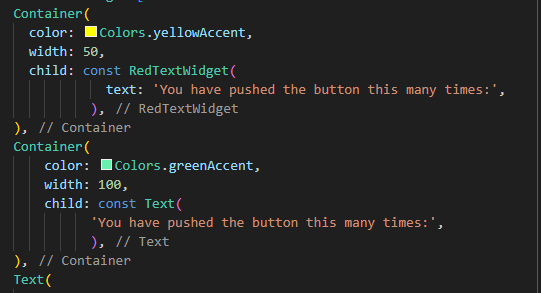 Container(
color: Colors.yellowAccent,
width: 50,
child: const RedTextWidget(
text: 'You have pushed the button this many times:',
), // RedTextWidget
), // Container
Container(
color: Colors.greenAccent,
width: 100,
child: const Text(
'You have pushed the button this many times:',
), // Text
), // Container
Text(